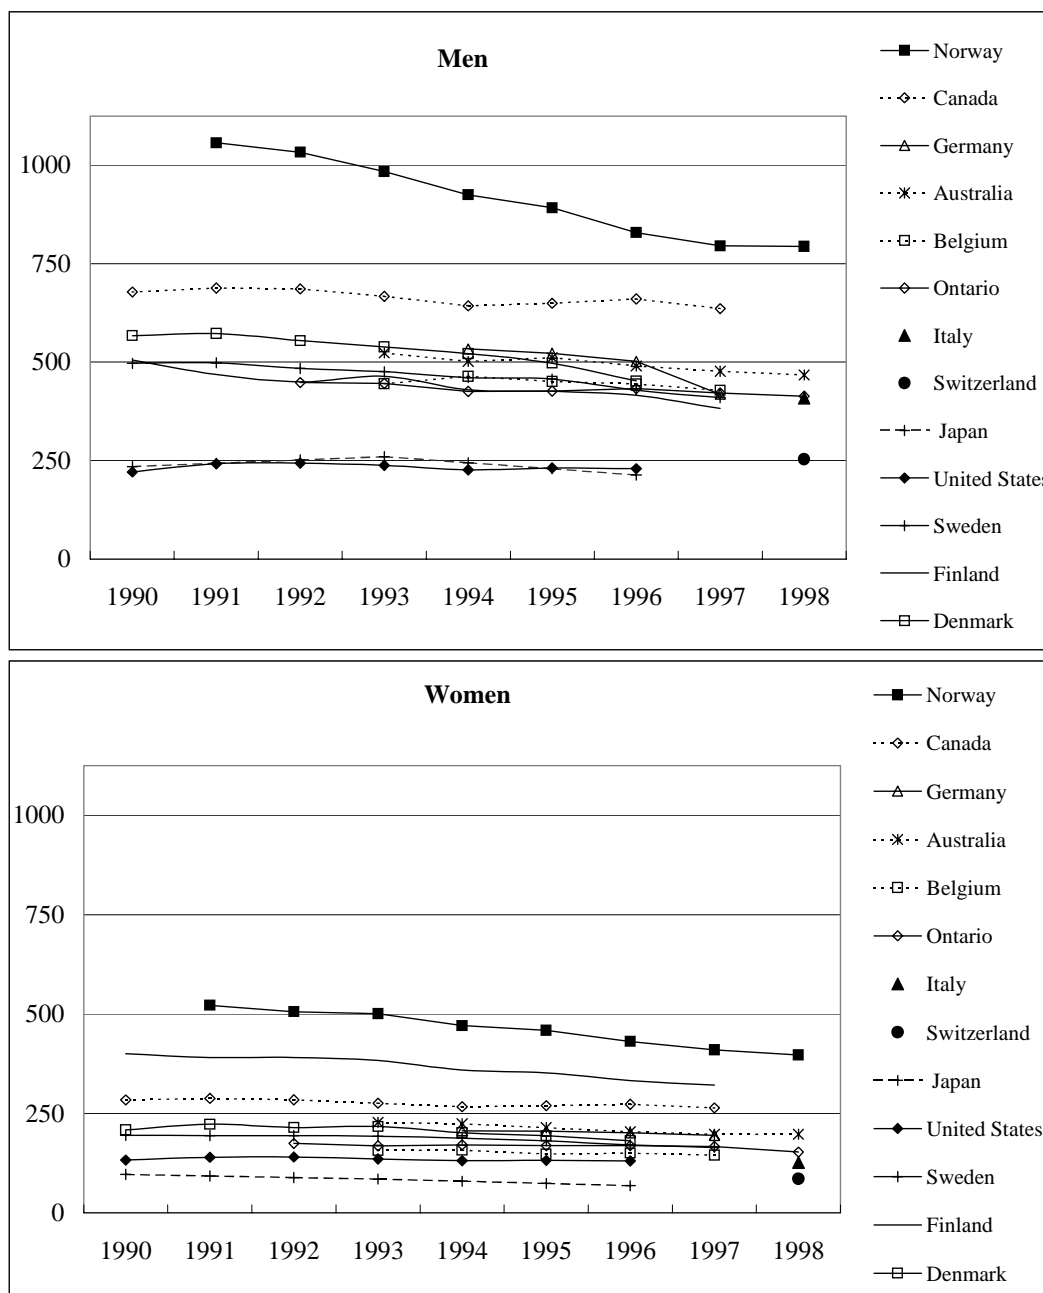 Men
1000
750
500
250
0
1990 1991 1992 1993 1994 1995 1996 1997 1998
Norway
Canada
Germany
Australia
Belgium
Ontario
Italy
Switzerland
Japan
United States
Sweden
Finland
Denmark
Women
1000
750
500
250
0
1990 1991 1992 1993 1994 1995 1996 1997 1998
Norway
Canada
Germany
Australia
Belgium
Ontario
Italy
Switzerland
Japan
United States
Sweden
Finland
Denmark